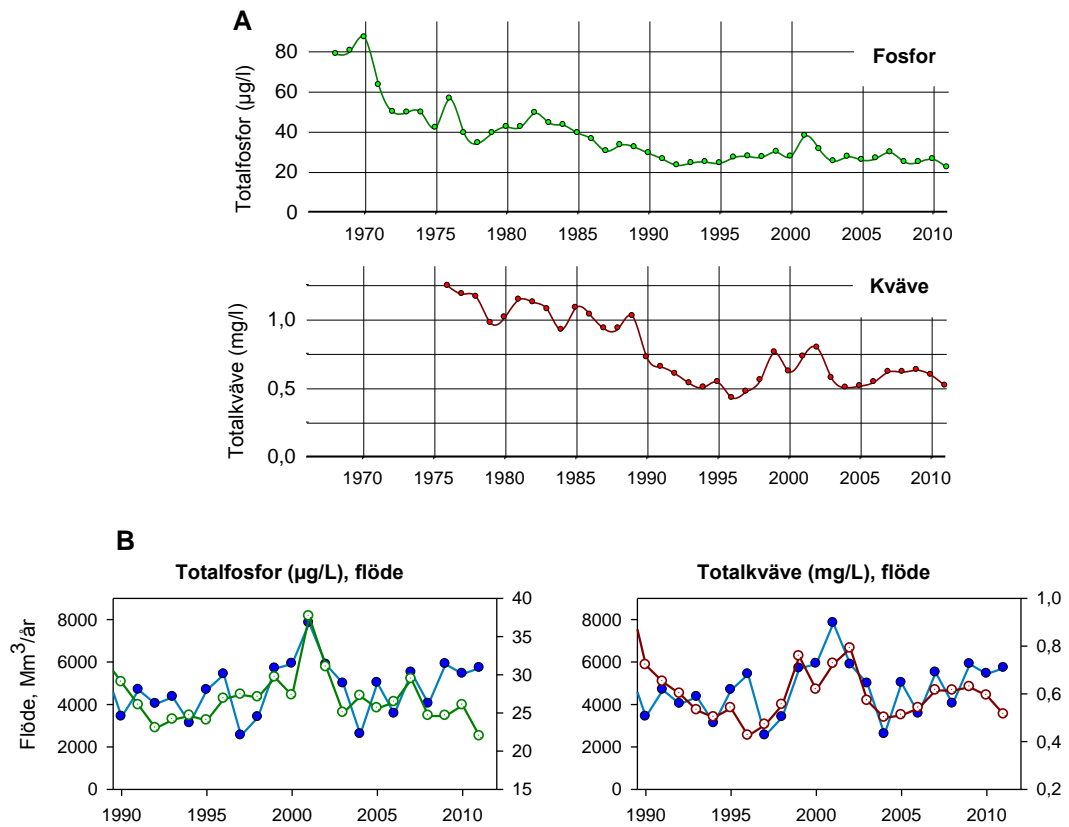 A
Fosfor
Totalfosfor (µg/l)
80
60
40
20
0
1970 1975 1980 1985 1990 1995 2000 2005 2010
Kväve
Totalkväve (mg/l)
1,0
0,5
0,0
1970 1975 1980 1985 1990 1995 2000 2005 2010
B
Totalfosfor (µg/L), flöde
Flöde, Mm³/år
8000
6000
4000
2000
0
40
35
30
25
20
15
1990 1995 2000 2005 2010
Totalkväve (mg/L), flöde
8000
6000
4000
2000
0
1,0
0,8
0,6
0,4
0,2
1990 1995 2000 2005 2010